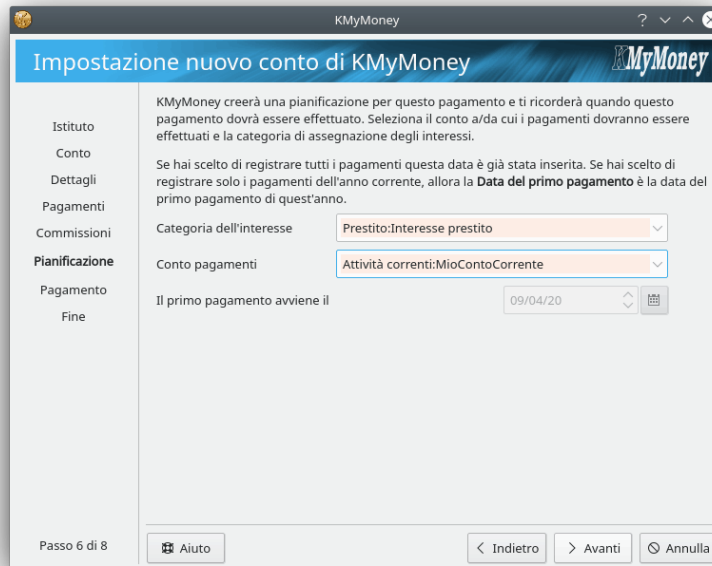 KMyMoney
Impostazione nuovo conto di KMyMoney
KMyMoney
Istituto
Conto
Dettagli
Pagamenti
Commissioni
Pianificazione
Pagamento
Fine
Passo 6 di 8
KMyMoney creerà una pianificazione per questo pagamento e ti ricorderà quando questo
pagamento dovrà essere effettuato. Seleziona il conto a/da cui i pagamenti dovranno essere
effettuati e la categoria di assegnazione degli interessi.
Se hai scelto di registrare tutti i pagamenti questa data è già stata inserita. Se hai scelto di
registrare solo i pagamenti dell'anno corrente, allora la Data del primo pagamento è la data del
primo pagamento di quest'anno.
Categoria dell'interesse Prestito:Interesse prestito
Conto pagamenti Attività correnti:MioContoCorrente
Il primo pagamento avviene il 09/04/20
Aiuto Indietro Avanti Annulla